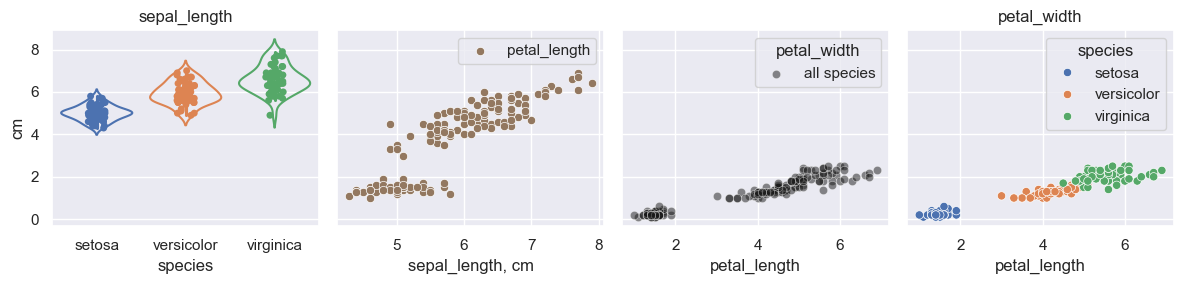 sepal_length
cm
8
6
4
2
0
setosa versicolor virginica
species
petal_length
5 6 7 8
sepal_length, cm
petal_width
all species
2 4 6
petal_length
petal_width
species
setosa
versicolor
virginica
2 4 6
petal_length